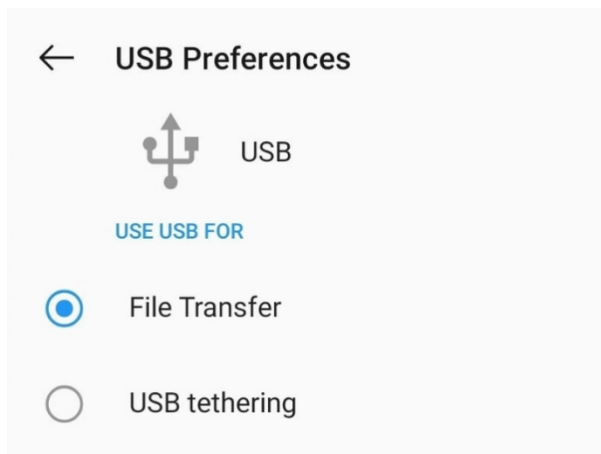 USB Preferences
USB
USE USB FOR
File Transfer
USB tethering